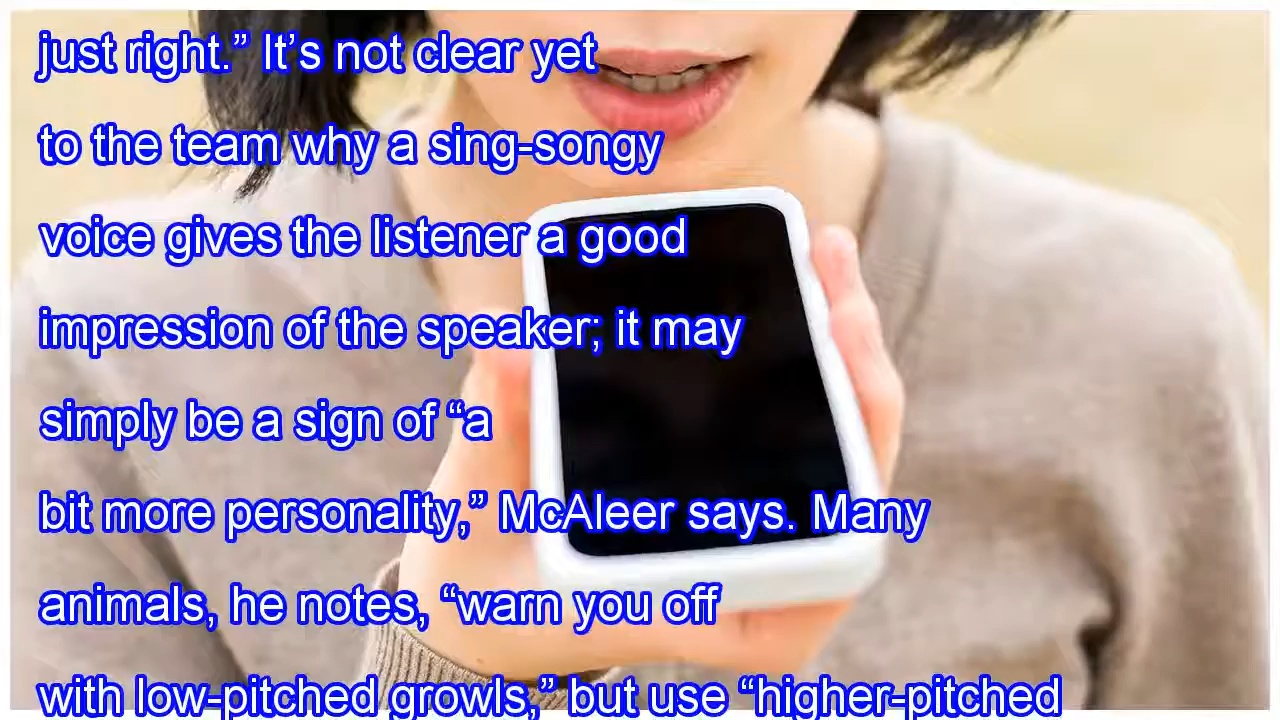 just right.” It’s not clear yet
to the team why a sing-songy
voice gives the listener a good
impression of the speaker; it may
simply be a sign of “a
bit more personality,” McAleer says. Many
animals, he notes, “warn you off
with low-pitched growls,” but use “higher-pitched